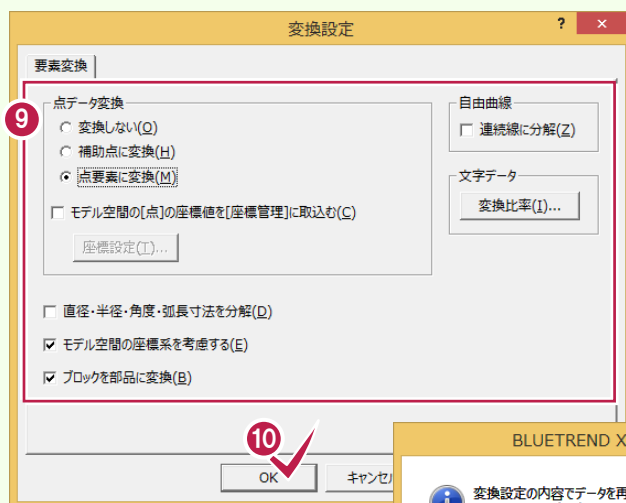 変換設定
?
×
要素変換
9
点データ変換
変換しない(O)
補助点に変換(H)
点要素に変換(M)
モデル空間の[点]の座標値を[座標管理]に取込む(C)
座標設定(T)...
自由曲線
連続線に分解(Z)
文字データ
変換比率(I)...
直径・半径・角度・弧長寸法を分解(D)
モデル空間の座標系を考慮する(E)
ブロックを部品に変換(B)
10
OK
キャンセ
BLUETREND X
変換設定の内容でデータを再